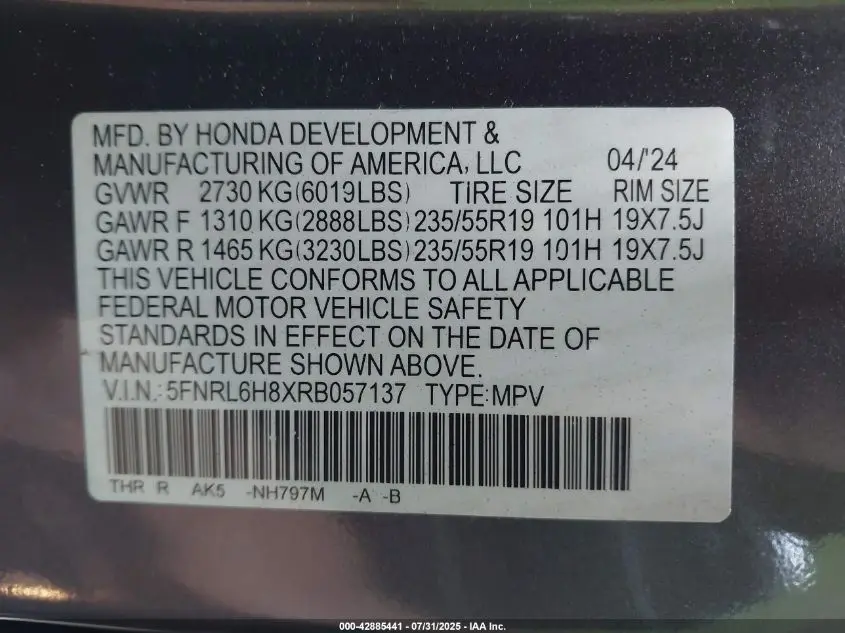 MFD. BY HONDA DEVELOPMENT &
MANUFACTURING OF AMERICA, LLC 04/'24
GVWR 2730 KG(6019LBS) TIRE SIZE RIM SIZE
GAWR F 1310 KG(2888LBS) 235/55R19 101H 19X7.5J
GAWR R 1465 KG(3230LBS) 235/55R19 101H 19X7.5J
THIS VEHICLE CONFORMS TO ALL APPLICABLE
FEDERAL MOTOR VEHICLE SAFETY
STANDARDS IN EFFECT ON THE DATE OF
MANUFACTURE SHOWN ABOVE.
V.I.N.: 5FNRL6H8XRB057137 TYPE:MPV
THR R AK5 -NH797M -A -B
000-42885441 - 07/31/2025 - IAA Inc.